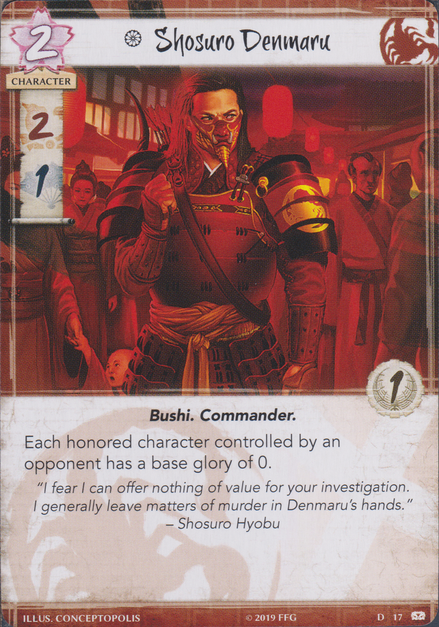 2
Shosuro Denmaru
CHARACTER
2
1
1
Bushi. Commander.
Each honored character controlled by an
opponent has a base glory of 0.
“I fear I can offer nothing of value for your investigation.
I generally leave matters of murder in Denmaru’s hands.”
– Shosuro Hyobu
ILLUS. CONCEPTOPOLIS © 2019 FFG D 17